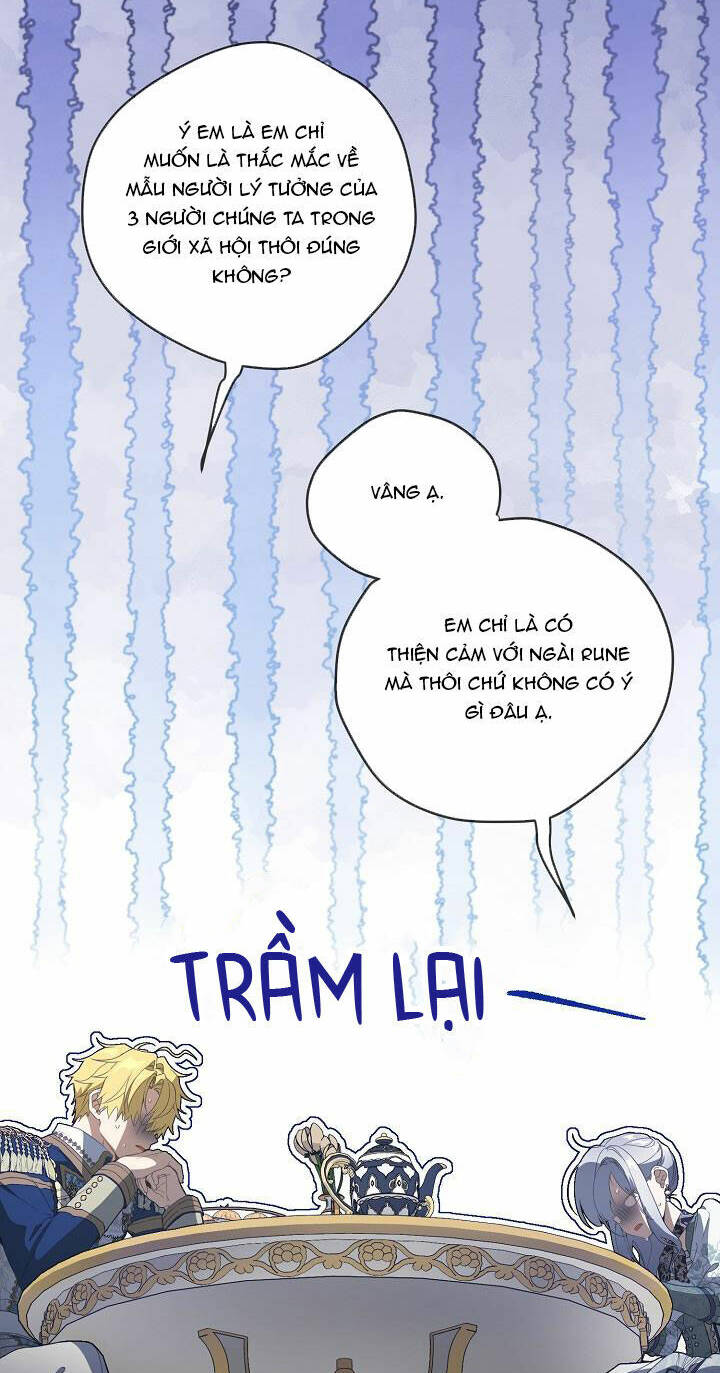 Ý EM LÀ EM CHỈ
MUỐN LÀ THẮC MẮC VỀ
MẪU NGƯỜI LÝ TƯỞNG CỦA
3 NGƯỜI CHÚNG TA TRONG
GIỚI XÃ HỘI THÔI ĐÚNG
KHÔNG?
VÂNG Ạ.
EM CHỈ LÀ CÓ
THIỆN CẢM VỚI NGÀI RUNE
MÀ THÔI CHỨ KHÔNG CÓ Ý
GÌ ĐÂU Ạ.
TRẦM LẠI